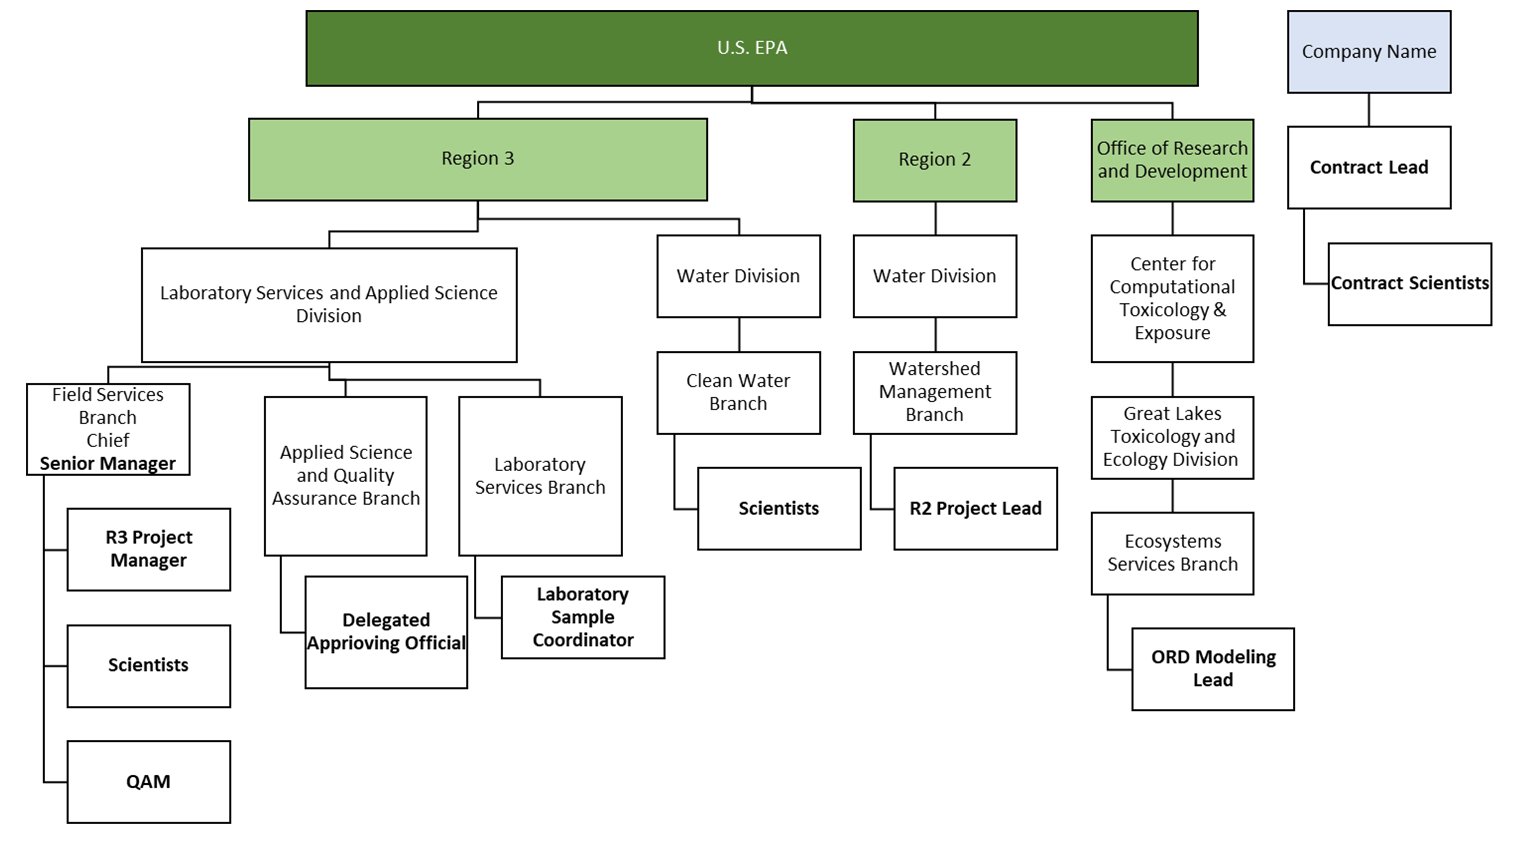 U.S. EPA
Company Name
Region 3
Region 2
Office of Research
and Development
Contract Lead
Contract Scientists
Laboratory Services and Applied Science
Division
Water Division
Water Division
Center for
Computational
Toxicology &
Exposure
Field Services
Branch
Chief
Senior Manager
Applied Science
and Quality
Assurance Branch
Laboratory
Services Branch
Clean Water
Branch
Watershed
Management
Branch
Great Lakes
Toxicology and
Ecology Division
Scientists
R2 Project Lead
Ecosystems
Services Branch
R3 Project
Manager
Delegated
Apprioving Official
Laboratory
Sample
Coordinator
ORD Modeling
Lead
Scientists
QAM